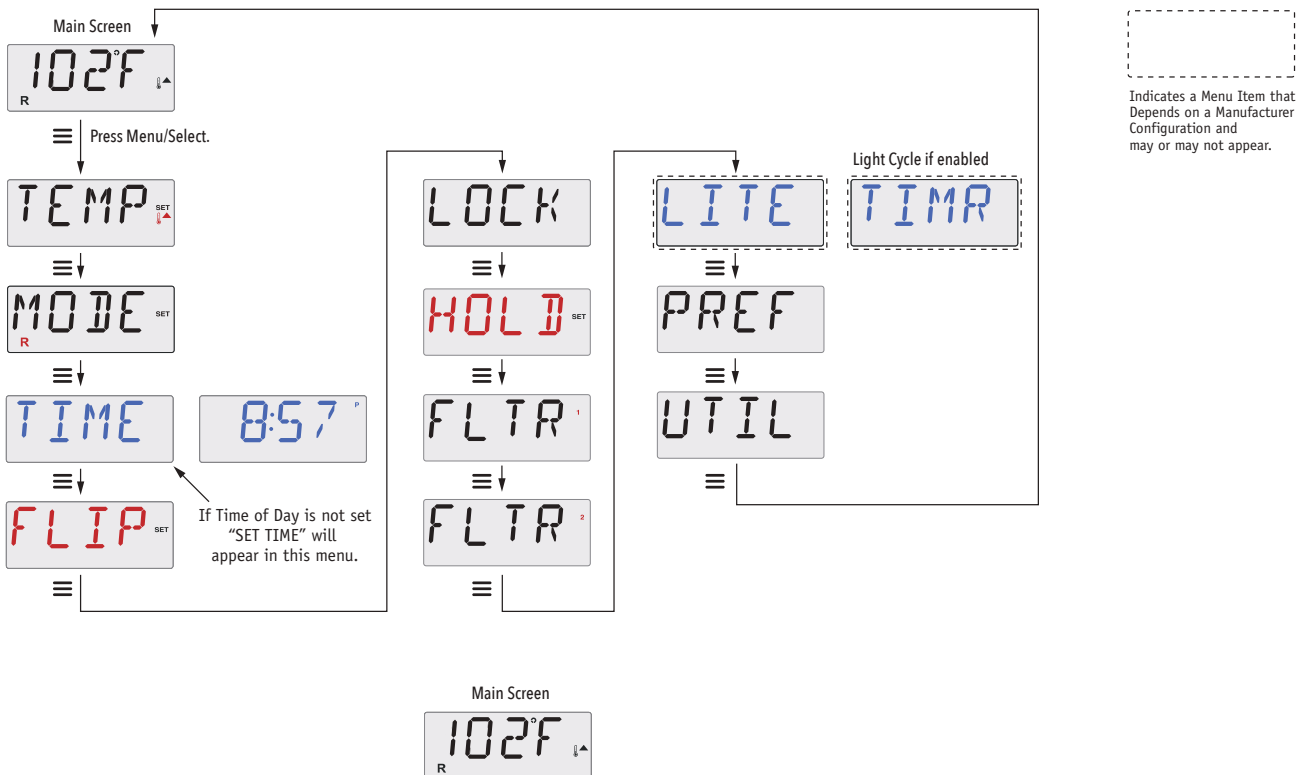 Main Screen
102°F
R
Press Menu/Select.
TEMP SET
MODE SET
R
TIME
8:57 P
If Time of Day is not set
“SET TIME” will
appear in this menu.
FLIP SET
LOCK
HOLD SET
FLTR 1
FLTR 2
LITE
Light Cycle if enabled
TIMR
PREF
UTIL
Indicates a Menu Item that
Depends on a Manufacturer
Configuration and
may or may not appear.
Main Screen
102°F
R